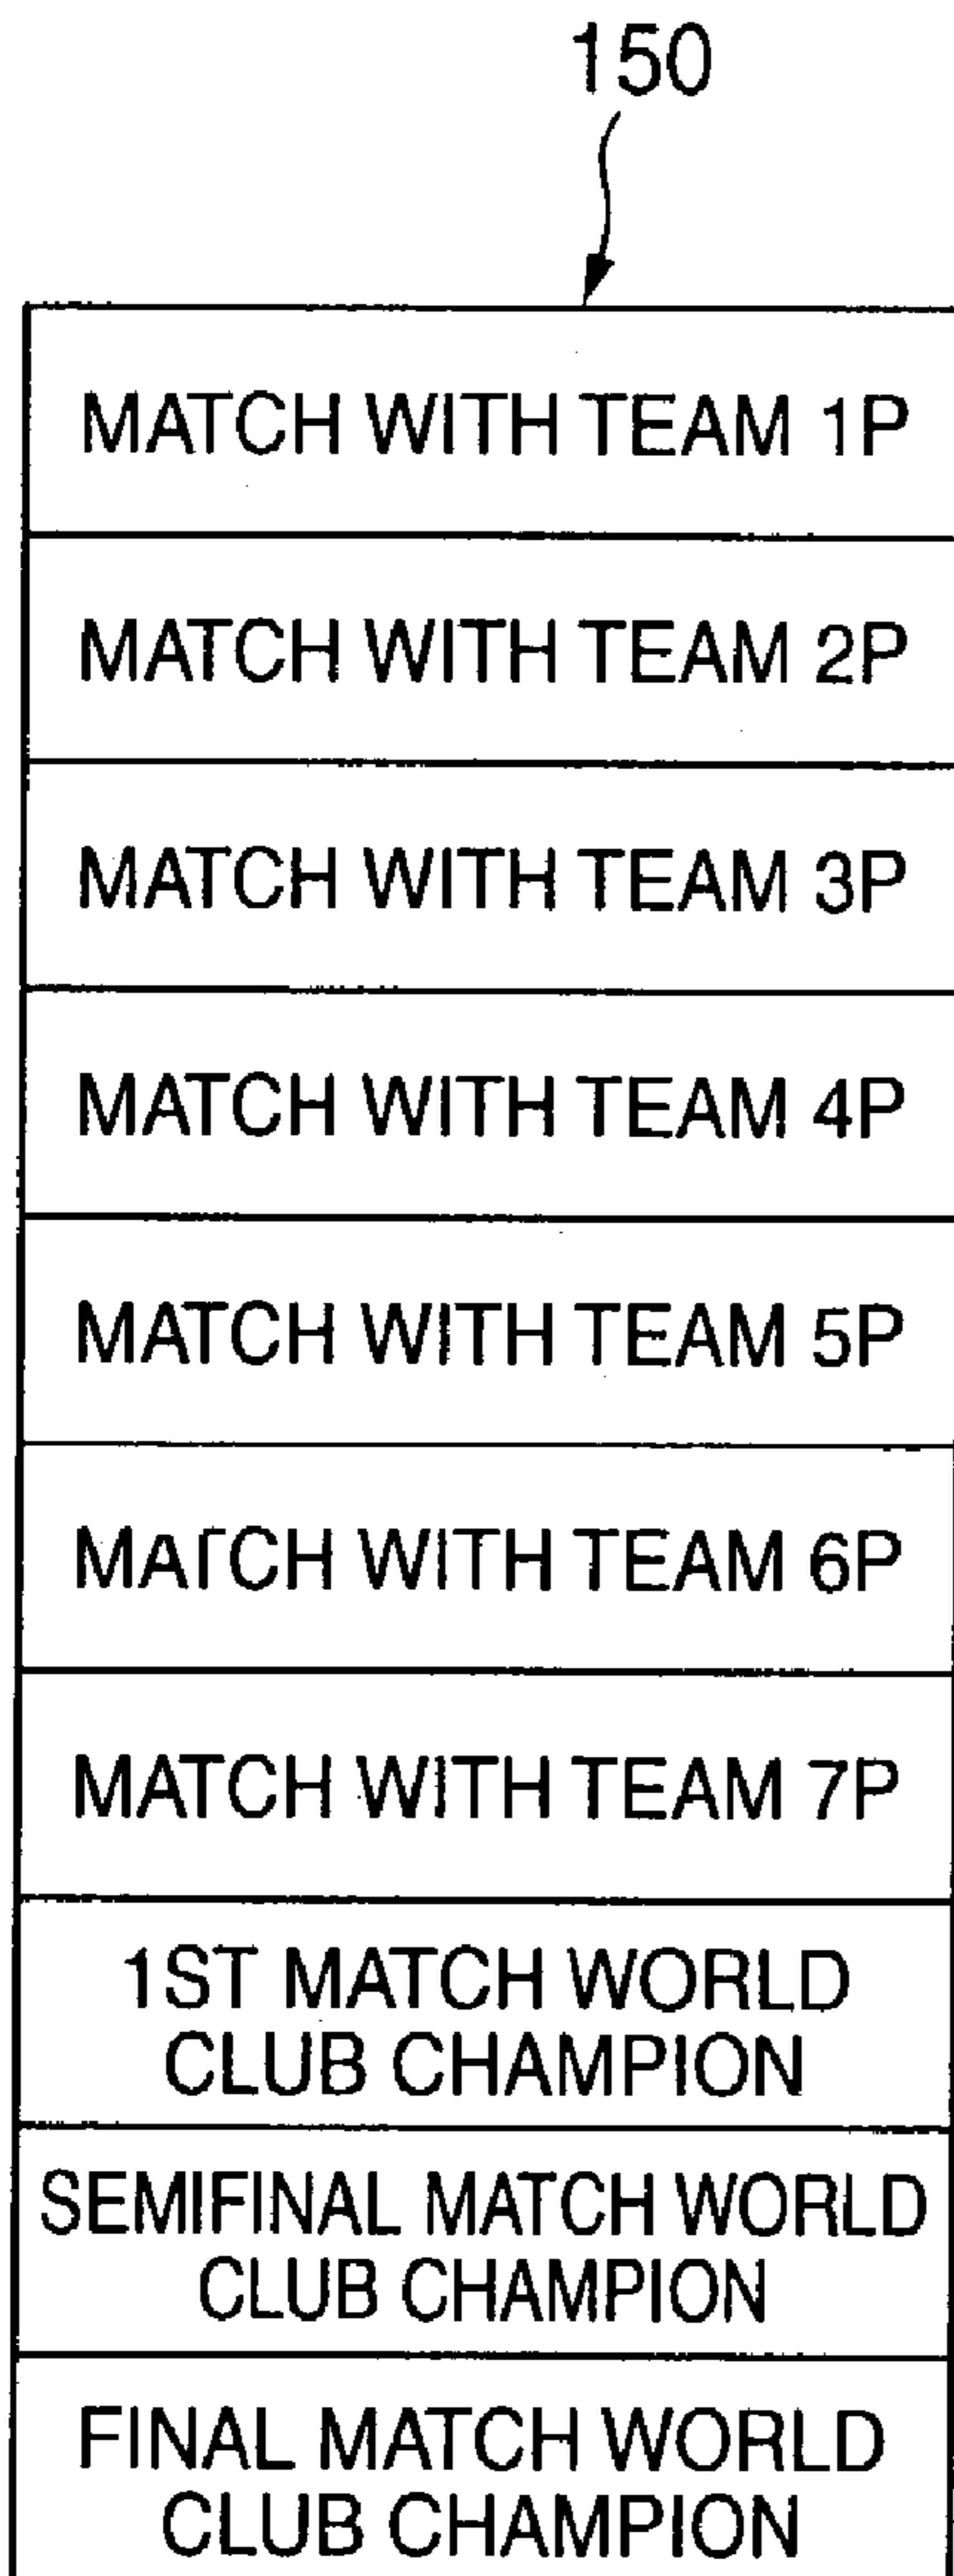 150
MATCH WITH TEAM 1P
MATCH WITH TEAM 2P
MATCH WITH TEAM 3P
MATCH WITH TEAM 4P
MATCH WITH TEAM 5P
MATCH WITH TEAM 6P
MATCH WITH TEAM 7P
1ST MATCH WORLD
CLUB CHAMPION
SEMIFINAL MATCH WORLD
CLUB CHAMPION
FINAL MATCH WORLD
CLUB CHAMPION